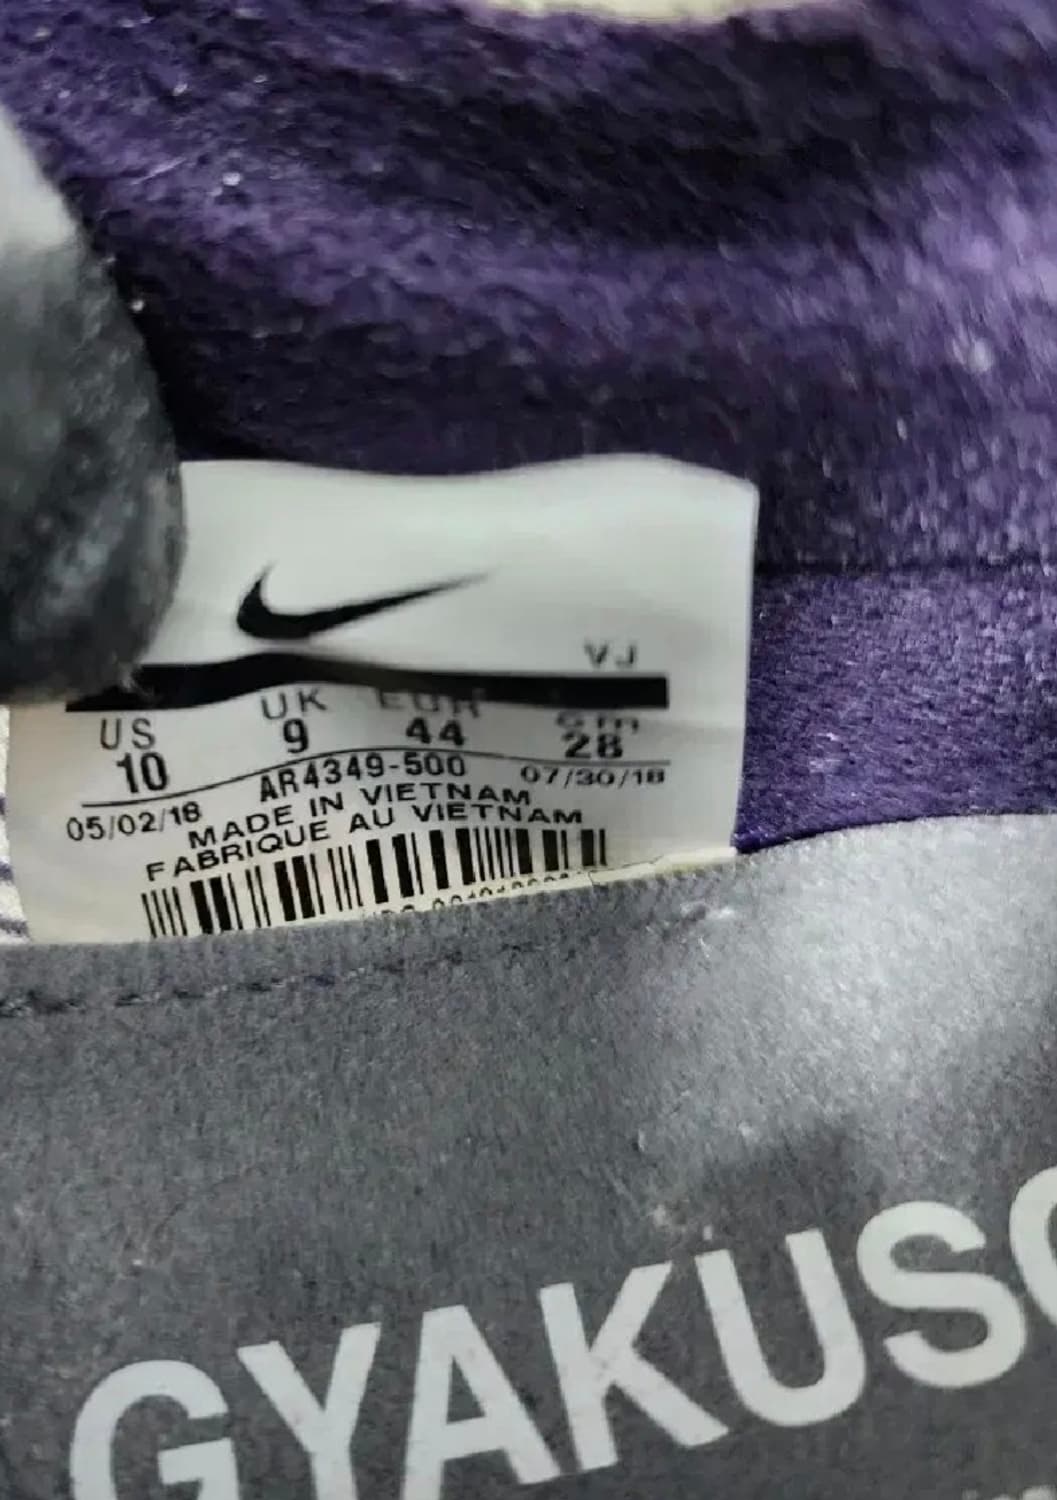 VJ
US UK EUR cm
10 9 44 28
AR4349-500
05/02/18 07/30/18
MADE IN VIETNAM
FABRIQUE AU VIETNAM
GYAKUSO